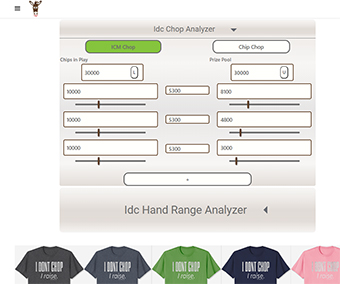 Idc Chop Analyzer
ICM Chop
Chip Chop
Chips in Play
Prize Pool
30000 L
30000 U
10000 5300 8100
10000 5300 4800
10000 5300 3000
Idc Hand Range Analyzer
I DONT CHOP I DONT CHOP I DONT CHOP I DONT CHOP I DONT CHOP
I raise. I raise. I raise. I raise. I raise.